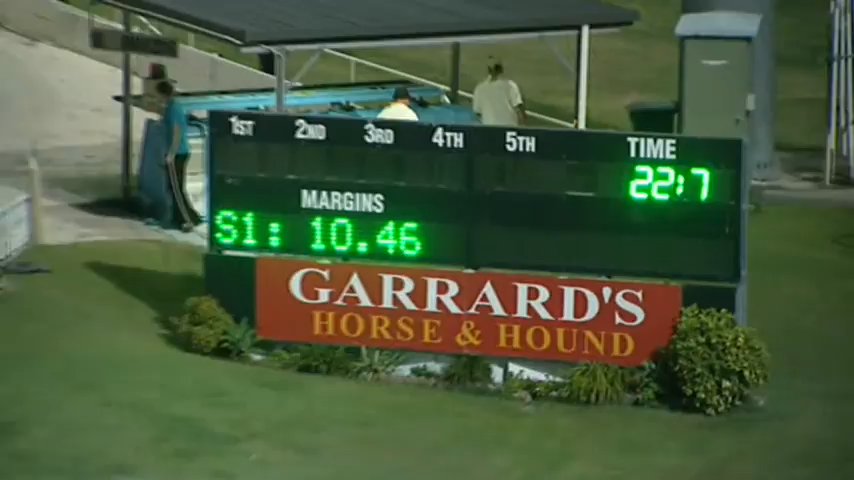 1ST 2ND 3RD 4TH 5TH TIME
22:7
MARGINS
S1: 10.46
GARRARD'S
HORSE & HOUND